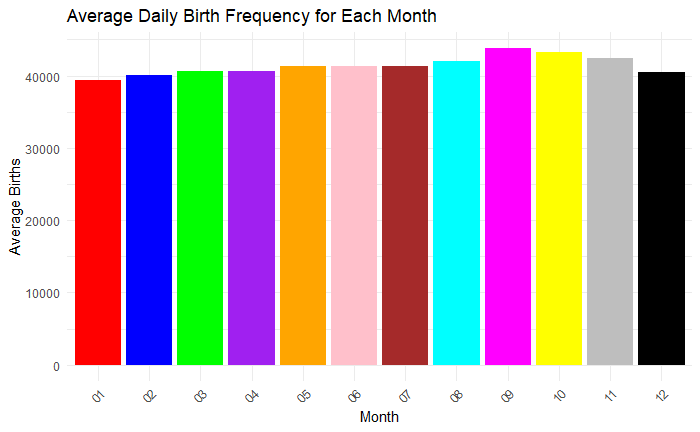 Average Daily Birth Frequency for Each Month
Average Births
40000
30000
20000
10000
0
01 02 03 04 05 06 07 08 09 10 11 12
Month